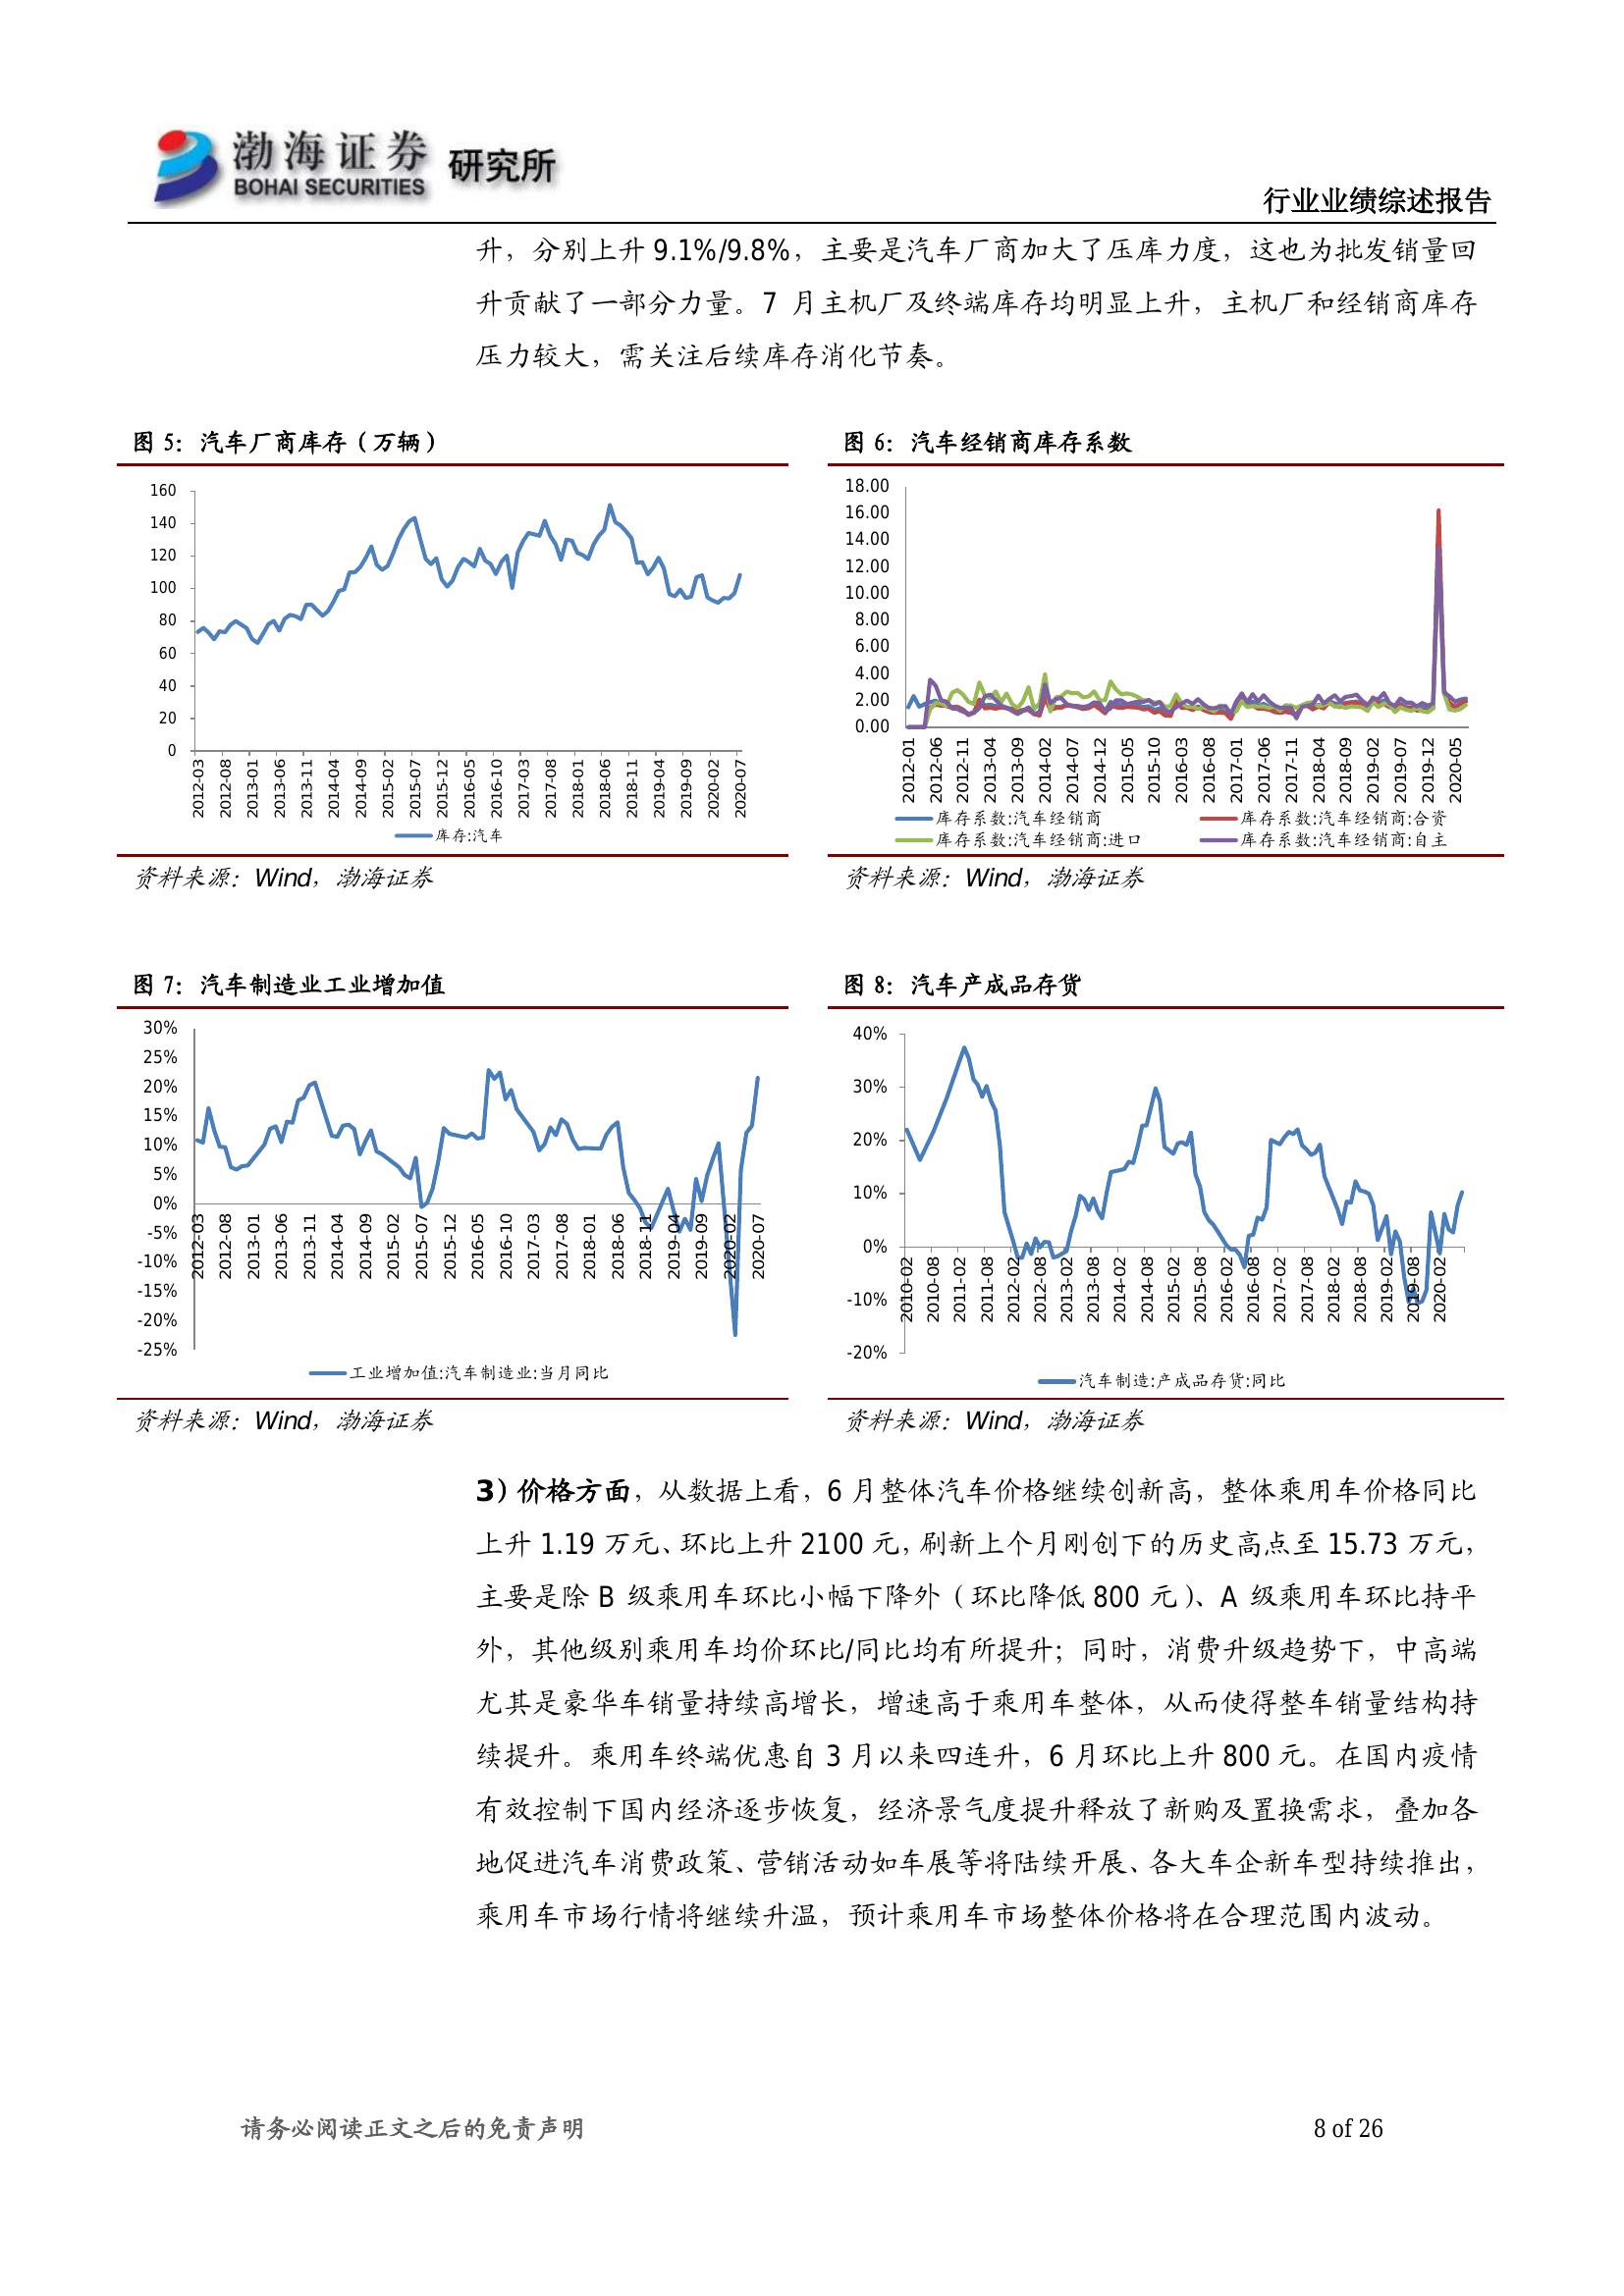 渤海证券 研究所
BOHAI SECURITIES
行业业绩综述报告
升，分别上升 9.1%/9.8%，主要是汽车厂商加大了压库力度，这也为批发销量回
升贡献了一部分力量。7 月主机厂及终端库存均明显上升，主机厂和经销商库存
压力较大，需关注后续库存消化节奏。
图 5：汽车厂商库存（万辆）
160
140
120
100
80
60
40
20
0
2012-03 2012-08 2013-01 2013-06 2013-11 2014-04 2014-09 2015-02 2015-07 2015-12 2016-05 2016-10 2017-03 2017-08 2018-01 2018-06 2018-11 2019-04 2019-09 2020-02 2020-07
库存:汽车
资料来源：Wind，渤海证券
图 6：汽车经销商库存系数
18.00
16.00
14.00
12.00
10.00
8.00
6.00
4.00
2.00
0.00
2012-01 2012-06 2012-11 2013-04 2013-09 2014-02 2014-07 2014-12 2015-05 2015-10 2016-03 2016-08 2017-01 2017-06 2017-11 2018-04 2018-09 2019-02 2019-07 2019-12 2020-05
库存系数:汽车经销商 库存系数:汽车经销商:合资
库存系数:汽车经销商:进口 库存系数:汽车经销商:自主
资料来源：Wind，渤海证券
图 7：汽车制造业工业增加值
30%
25%
20%
15%
10%
5%
0%
-5%
-10%
-15%
-20%
-25%
2012-03 2012-08 2013-01 2013-06 2013-11 2014-04 2014-09 2015-02 2015-07 2015-12 2016-05 2016-10 2017-03 2017-08 2018-01 2018-06 2018-11 2019-04 2019-09 2020-02 2020-07
工业增加值:汽车制造业:当月同比
资料来源：Wind，渤海证券
图 8：汽车产成品存货
40%
30%
20%
10%
0%
-10%
-20%
2010-02 2010-08 2011-02 2011-08 2012-02 2012-08 2013-02 2013-08 2014-02 2014-08 2015-02 2015-08 2016-02 2016-08 2017-02 2017-08 2018-02 2018-08 2019-02 2019-08 2020-02
汽车制造:产成品存货:同比
资料来源：Wind，渤海证券
3）价格方面，从数据上看，6 月整体汽车价格继续创新高，整体乘用车价格同比
上升 1.19 万元、环比上升 2100 元，刷新上个月刚创下的历史高点至 15.73 万元，
主要是除 B 级乘用车环比小幅下降外（环比降低 800 元）、A 级乘用车环比持平
外，其他级别乘用车均价环比/同比均有所提升；同时，消费升级趋势下，中高端
尤其是豪华车销量持续高增长，增速高于乘用车整体，从而使得整车销量结构持
续提升。乘用车终端优惠自 3 月以来四连升，6 月环比上升 800 元。在国内疫情
有效控制下国内经济逐步恢复，经济景气度提升释放了新购及置换需求，叠加各
地促进汽车消费政策、营销活动如车展等将陆续开展、各大车企新车型持续推出，
乘用车市场行情将继续升温，预计乘用车市场整体价格将在合理范围内波动。
请务必阅读正文之后的免责声明
8 of 26